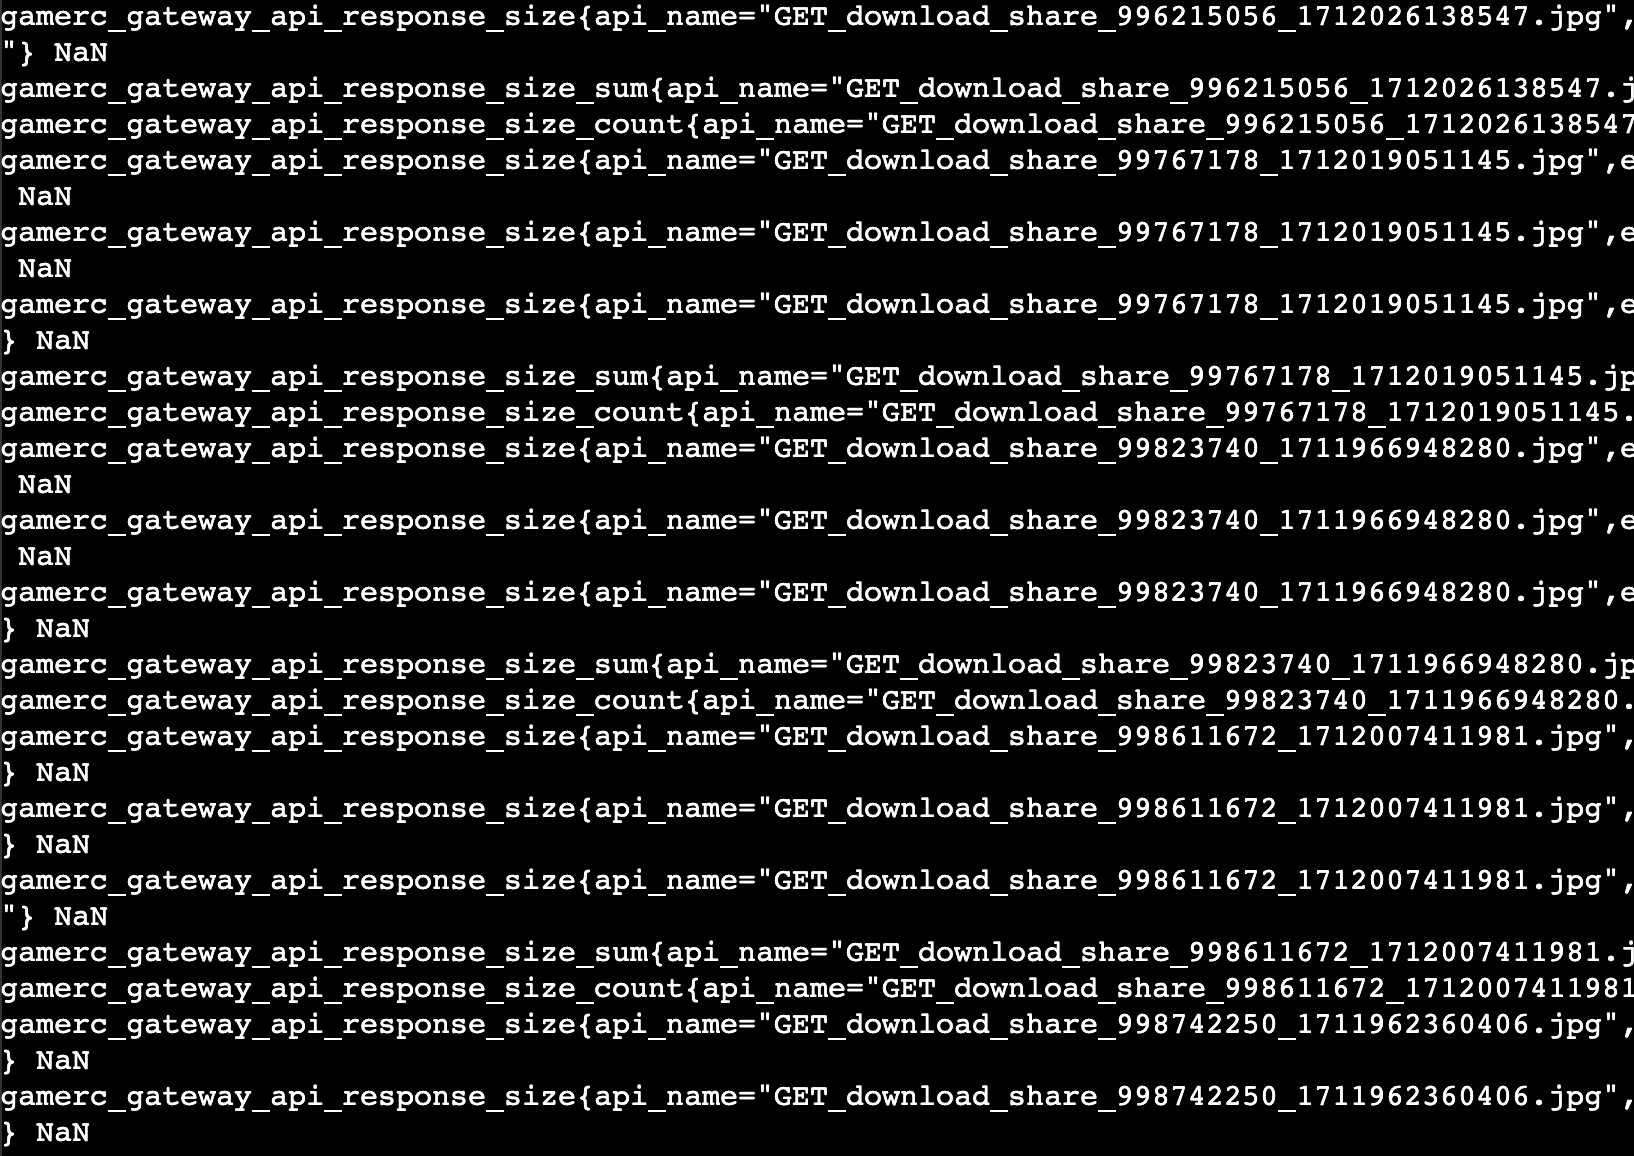 gamerc_gateway_api_response_size{api_name="GET_download_share_996215056_1712026138547.jpg",
"} NaN
gamerc_gateway_api_response_size_sum{api_name="GET_download_share_996215056_1712026138547.j
gamerc_gateway_api_response_size_count{api_name="GET_download_share_996215056_1712026138547
gamerc_gateway_api_response_size{api_name="GET_download_share_99767178_1712019051145.jpg",e
NaN
gamerc_gateway_api_response_size{api_name="GET_download_share_99767178_1712019051145.jpg",e
NaN
gamerc_gateway_api_response_size{api_name="GET_download_share_99767178_1712019051145.jpg",e
} NaN
gamerc_gateway_api_response_size_sum{api_name="GET_download_share_99767178_1712019051145.jp
gamerc_gateway_api_response_size_count{api_name="GET_download_share_99767178_1712019051145.
gamerc_gateway_api_response_size{api_name="GET_download_share_99823740_1711966948280.jpg",e
NaN
gamerc_gateway_api_response_size{api_name="GET_download_share_99823740_1711966948280.jpg",e
NaN
gamerc_gateway_api_response_size{api_name="GET_download_share_99823740_1711966948280.jpg",e
} NaN
gamerc_gateway_api_response_size_sum{api_name="GET_download_share_99823740_1711966948280.jp
gamerc_gateway_api_response_size_count{api_name="GET_download_share_99823740_1711966948280.
gamerc_gateway_api_response_size{api_name="GET_download_share_998611672_1712007411981.jpg",
} NaN
gamerc_gateway_api_response_size{api_name="GET_download_share_998611672_1712007411981.jpg",
} NaN
gamerc_gateway_api_response_size{api_name="GET_download_share_998611672_1712007411981.jpg",
"} NaN
gamerc_gateway_api_response_size_sum{api_name="GET_download_share_998611672_1712007411981.j
gamerc_gateway_api_response_size_count{api_name="GET_download_share_998611672_1712007411981
gamerc_gateway_api_response_size{api_name="GET_download_share_998742250_1711962360406.jpg",
} NaN
gamerc_gateway_api_response_size{api_name="GET_download_share_998742250_1711962360406.jpg",
} NaN